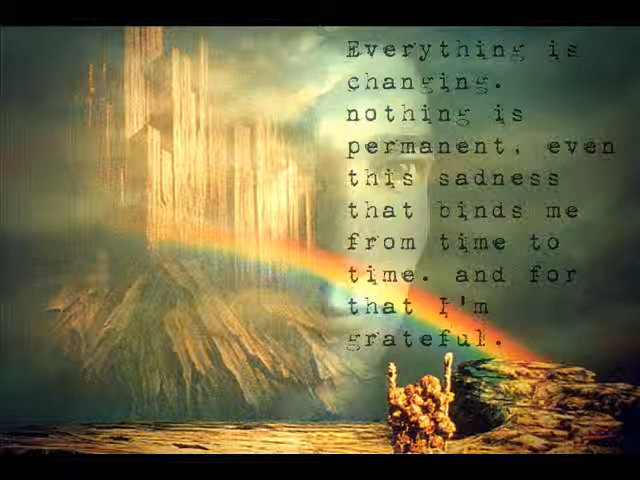 Everything is
changing.
nothing is
permanent, even
this sadness
that binds me
from time to
time. and for
that I'm
grateful.